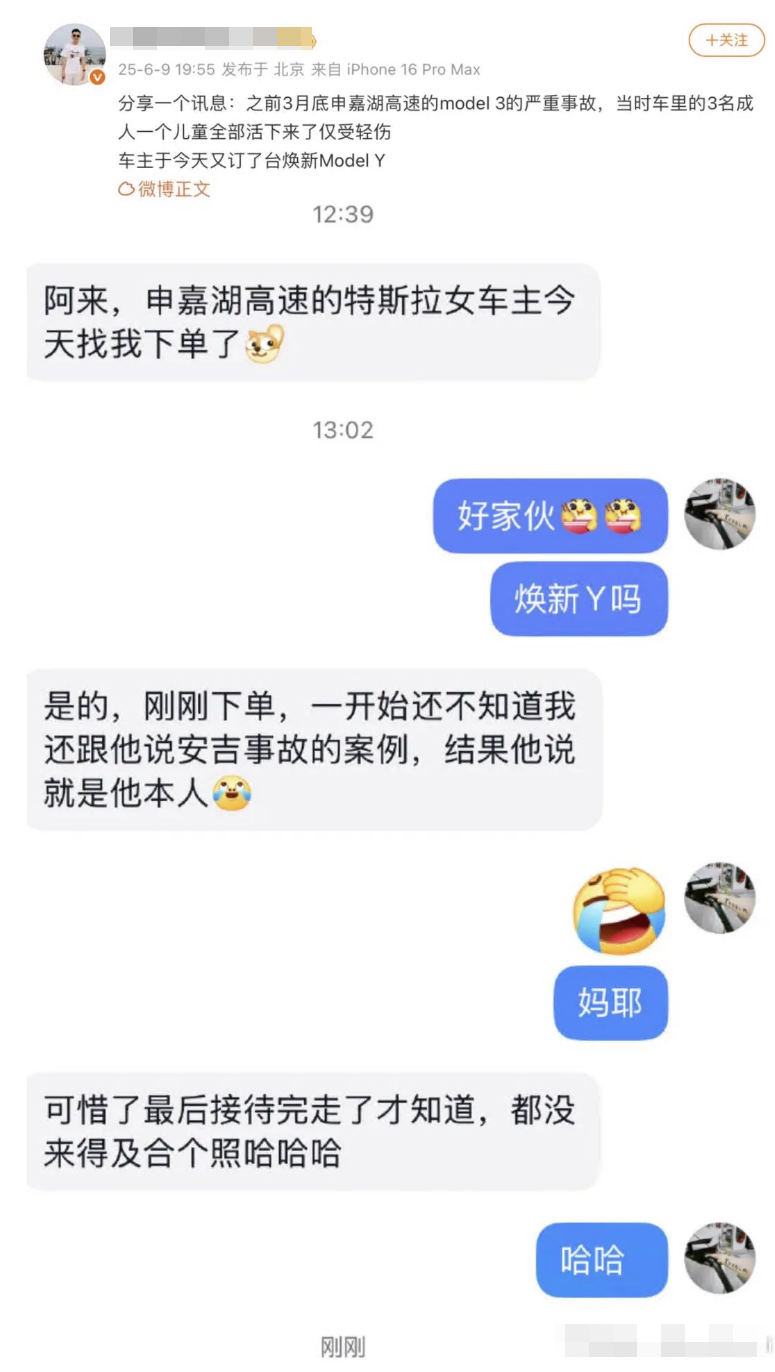 +关注
25-6-9 19:55 发布于 北京 来自 iPhone 16 Pro Max
分享一个讯息：之前3月底申嘉湖高速的model 3的严重事故，当时车里的3名成
人一个儿童全部活下来了仅受轻伤
车主于今天又订了台焕新Model Y
微博正文
12:39
阿来，申嘉湖高速的特斯拉女车主今
天找我下单了
13:02
好家伙
焕新Y吗
是的，刚刚下单，一开始还不知道我
还跟他说安吉事故的案例，结果他说
就是他本人
妈耶
可惜了最后接待完走了才知道，都没
来得及合个照哈哈哈
哈哈
刚刚